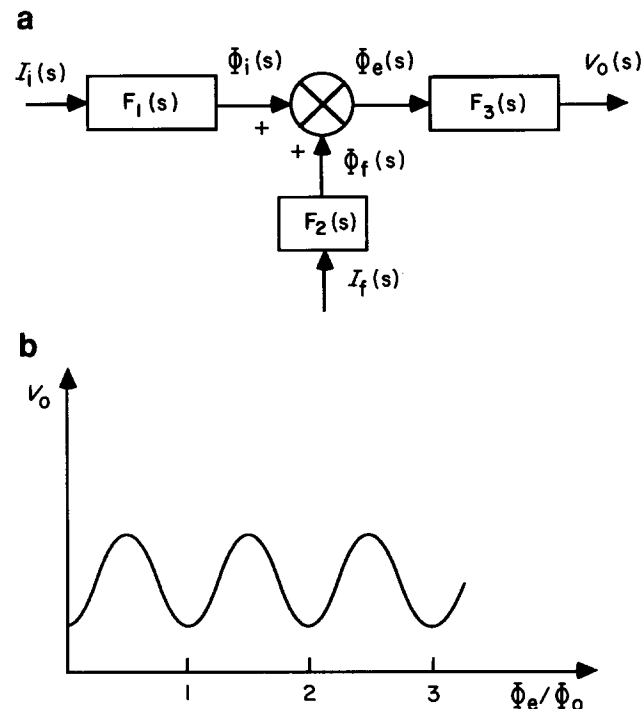 a
I_i(s) F_1(s) Φ_i(s) Φ_e(s) F_3(s) V_o(s)
+ +
Φ_f(s)
F_2(s)
I_f(s)
b
V_o
1 2 3 Φ_e/Φ_o